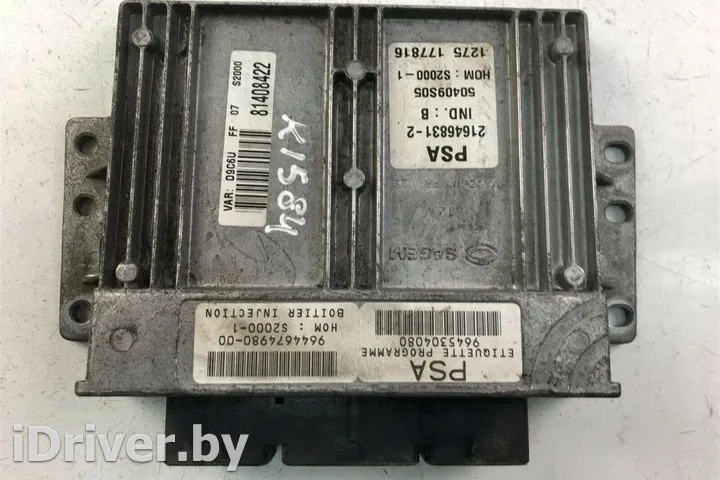 VAR: D9C6U FF 07 S2000
81408422
K1584
PSA
21646831-2
IND.: B
50409505
HOM : S2000-1
1275 177816
12 V
SAGEM
PSA
ETIQUETTE PROGRAMME
9645304080
9644674980-00
HOM : S2000-1
BOITIER INJECTION
iDriver.by